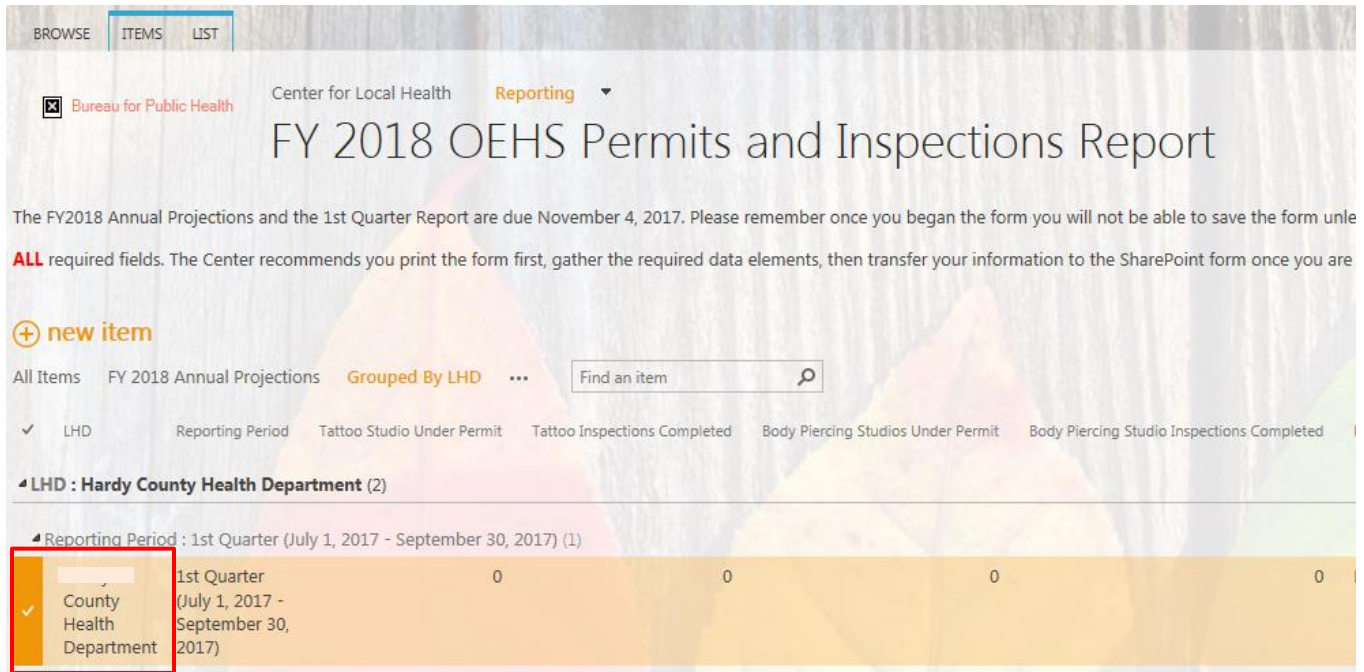 BROWSE ITEMS LIST
Bureau for Public Health
Center for Local Health Reporting
FY 2018 OEHS Permits and Inspections Report
The FY2018 Annual Projections and the 1st Quarter Report are due November 4, 2017. Please remember once you began the form you will not be able to save the form unle
ALL required fields. The Center recommends you print the form first, gather the required data elements, then transfer your information to the SharePoint form once you are
new item
All Items FY 2018 Annual Projections Grouped By LHD ... Find an item
LHD Reporting Period Tattoo Studio Under Permit Tattoo Inspections Completed Body Piercing Studios Under Permit Body Piercing Studio Inspections Completed
LHD : Hardy County Health Department (2)
Reporting Period : 1st Quarter (July 1, 2017 - September 30, 2017) (1)
1st Quarter 0 0 0 0
County (July 1, 2017 -
Health September 30,
Department 2017)